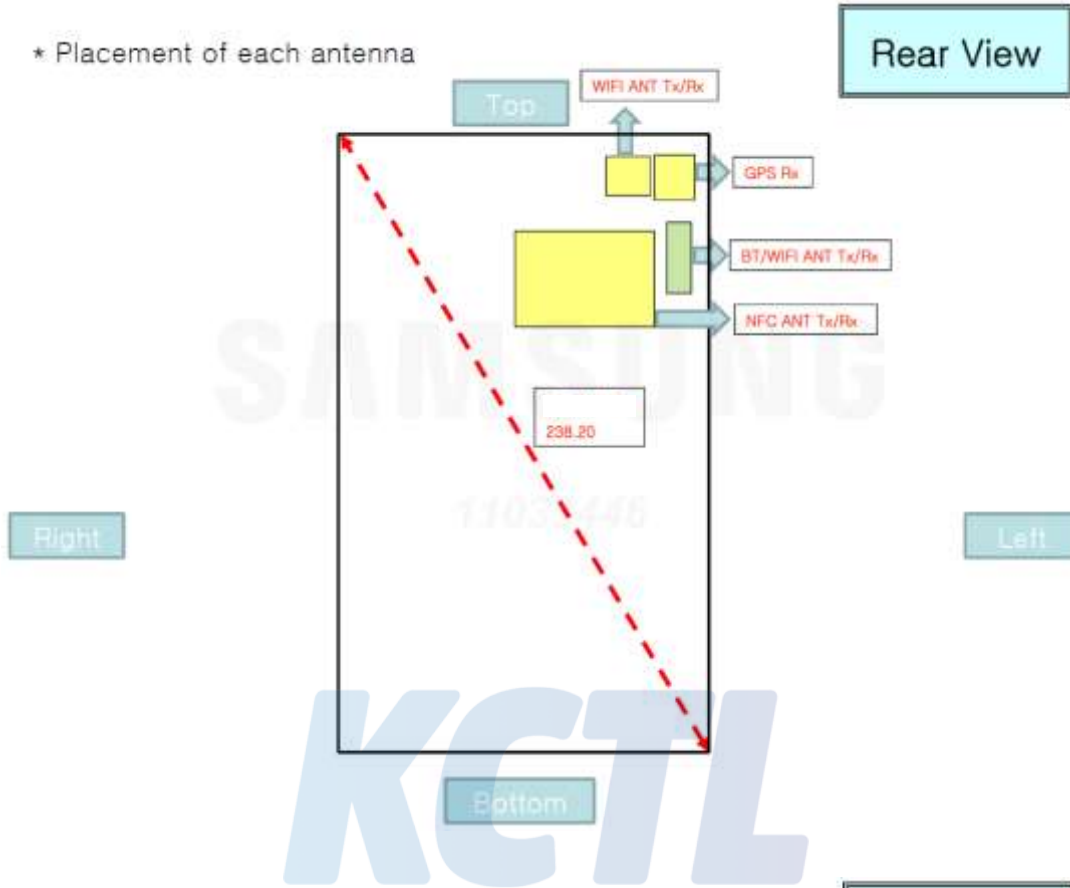 * Placement of each antenna
Rear View
WIFI ANT Tx/Rx
Top
GPS Rx
BT/WIFI ANT Tx/Rx
NFC ANT Tx/Rx
SAMSUNG
238.20
Right
Left
Bottom
KCTL